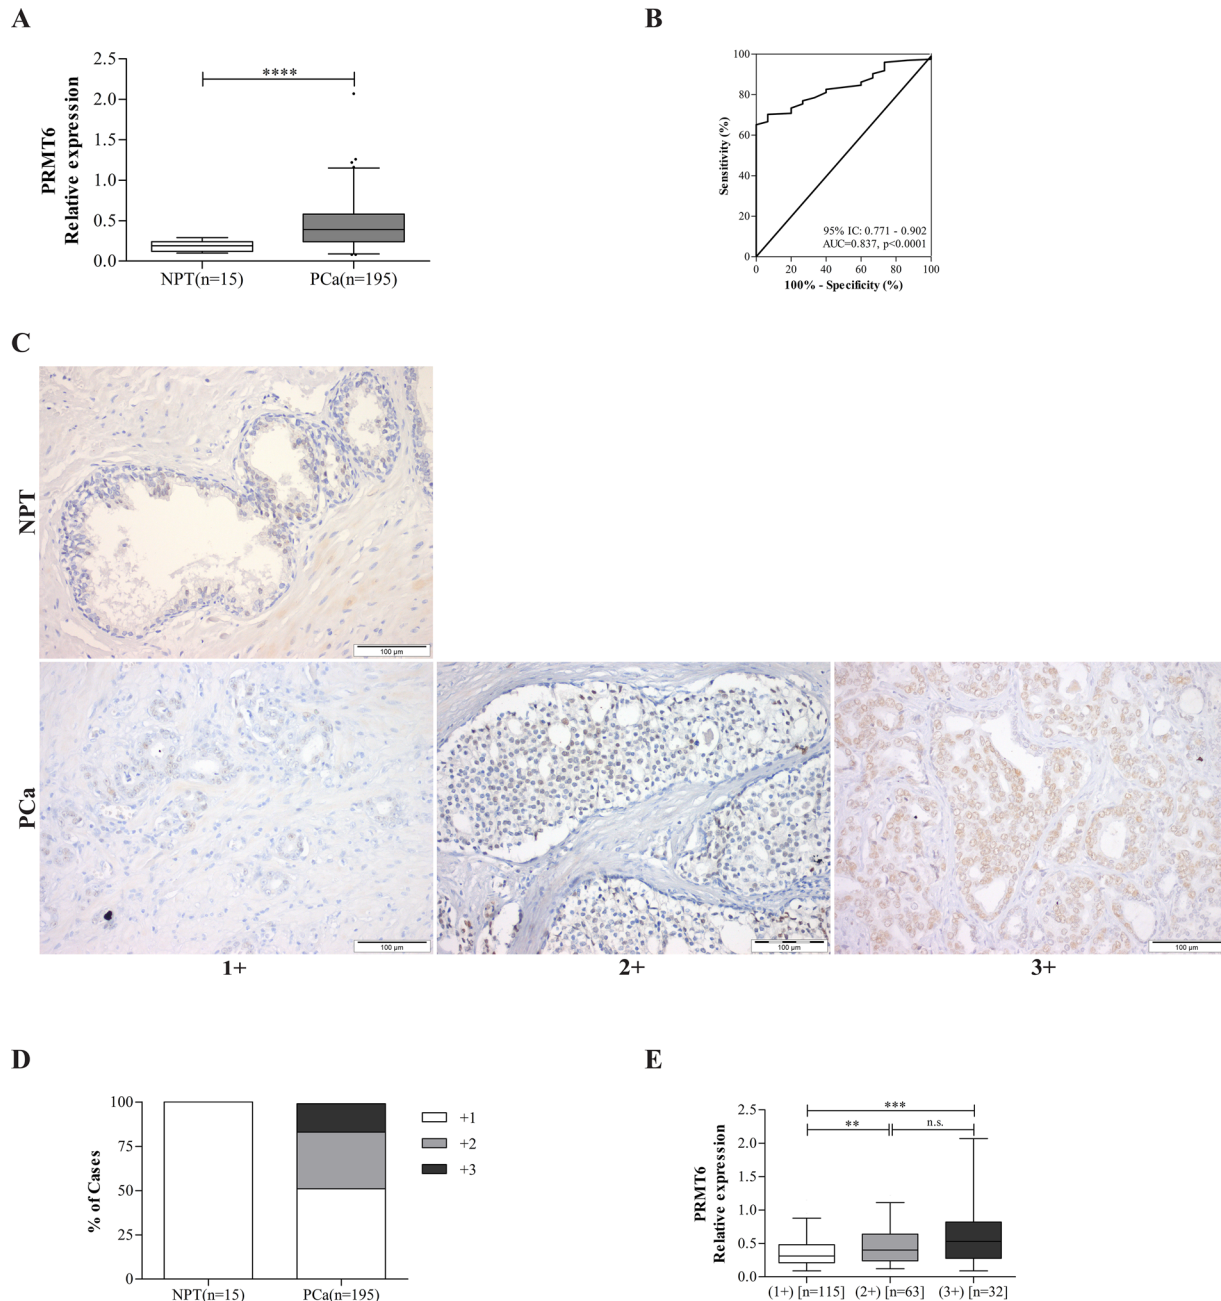 A
PRMT6
Relative expression
2.5
2.0
1.5
1.0
0.5
0.0
****
NPT(n=15)
PCa(n=195)
B
Sensitivity (%)
100
80
60
40
20
0
95% IC: 0.771 - 0.902
AUC=0.837, p<0.0001
0
20
40
60
80
100
100% - Specificity (%)
C
NPT
100 µm
PCa
100 µm
100 µm
100 µm
1+
2+
3+
D
% of Cases
100
75
50
25
0
NPT(n=15)
PCa(n=195)
+1
+2
+3
E
PRMT6
Relative expression
2.5
2.0
1.5
1.0
0.5
0.0
***
**
n.s.
(1+) [n=115]
(2+) [n=63]
(3+) [n=32]